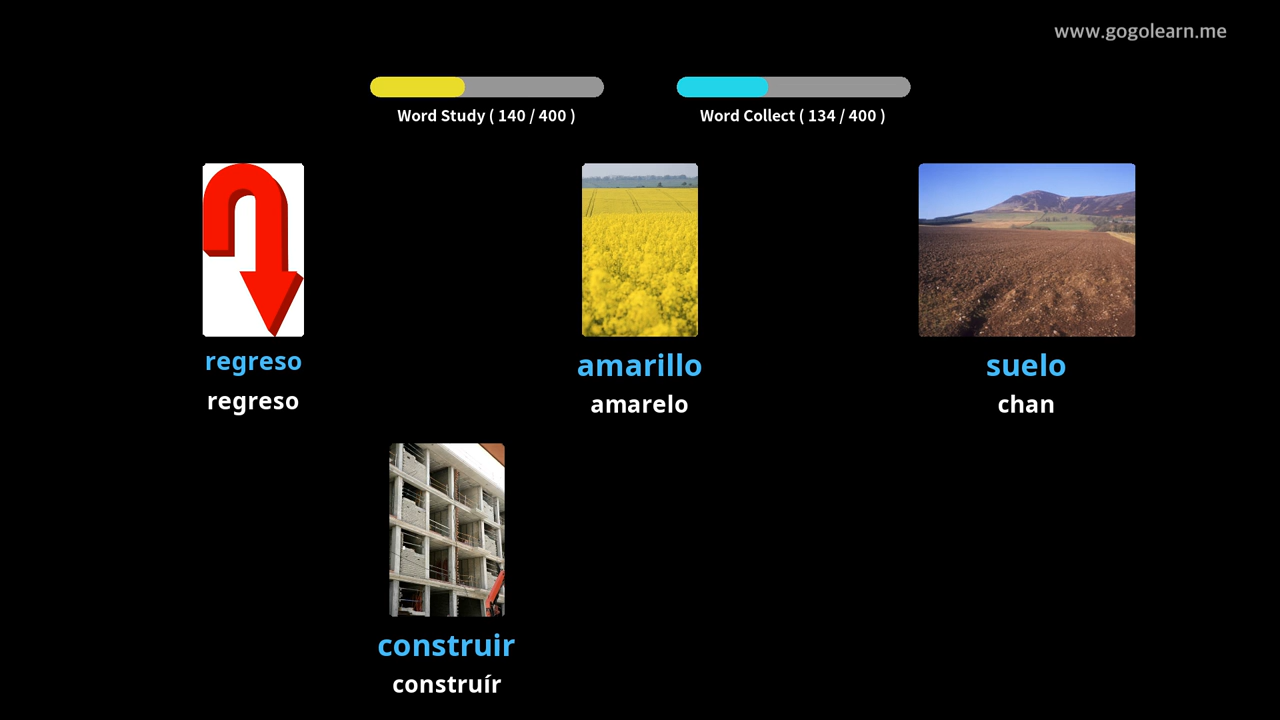 www.gogolearn.me
Word Study ( 140 / 400 )
Word Collect ( 134 / 400 )
regreso
regreso
amarillo
amarelo
suelo
chan
construir
construír